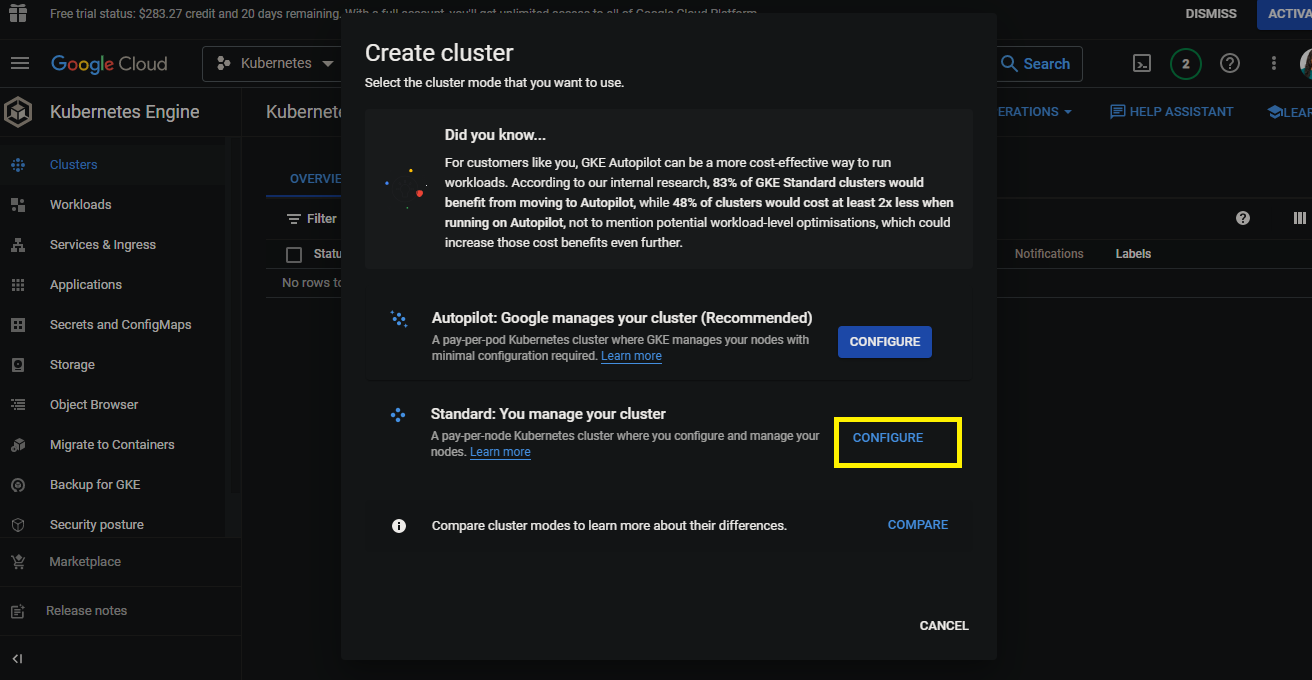 Free trial status: $283.27 credit and 20 days remaining. With a full account, you'll get unlimited access to all of Google Cloud Platform.
DISMISS
ACTIVA
Google Cloud
Kubernetes
Search
2
Kubernetes Engine
Kubernete
ERATIONS
HELP ASSISTANT
LEAR
Clusters
Workloads
Services & Ingress
Applications
Secrets and ConfigMaps
Storage
Object Browser
Migrate to Containers
Backup for GKE
Security posture
Marketplace
Release notes
OVERVIE
Filter
Statu
Notifications
Labels
No rows to
Create cluster
Select the cluster mode that you want to use.
Did you know...
For customers like you, GKE Autopilot can be a more cost-effective way to run
workloads. According to our internal research, 83% of GKE Standard clusters would
benefit from moving to Autopilot, while 48% of clusters would cost at least 2x less when
running on Autopilot, not to mention potential workload-level optimisations, which could
increase those cost benefits even further.
Autopilot: Google manages your cluster (Recommended)
A pay-per-pod Kubernetes cluster where GKE manages your nodes with
minimal configuration required. Learn more
CONFIGURE
Standard: You manage your cluster
A pay-per-node Kubernetes cluster where you configure and manage your
nodes. Learn more
CONFIGURE
Compare cluster modes to learn more about their differences.
COMPARE
CANCEL